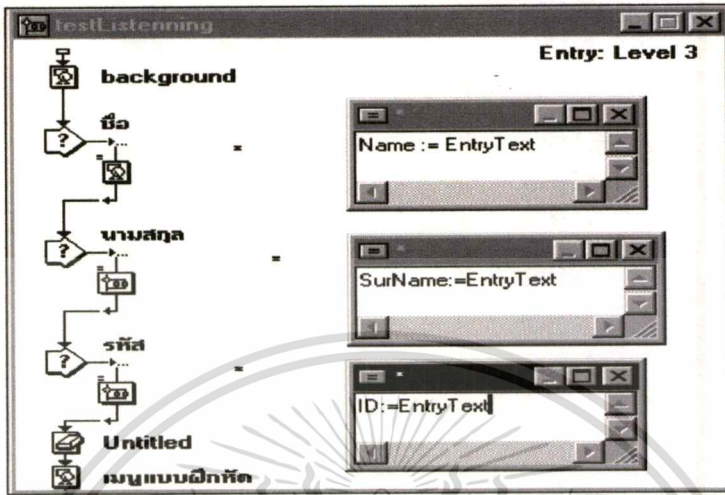 testListenning
Entry: Level 3
background
ชื่อ
Name := EntryText
นามสกุล
SurName:=EntryText
รหัส
ID:=EntryText
Untitled
เมนูแบบฝึกหัด